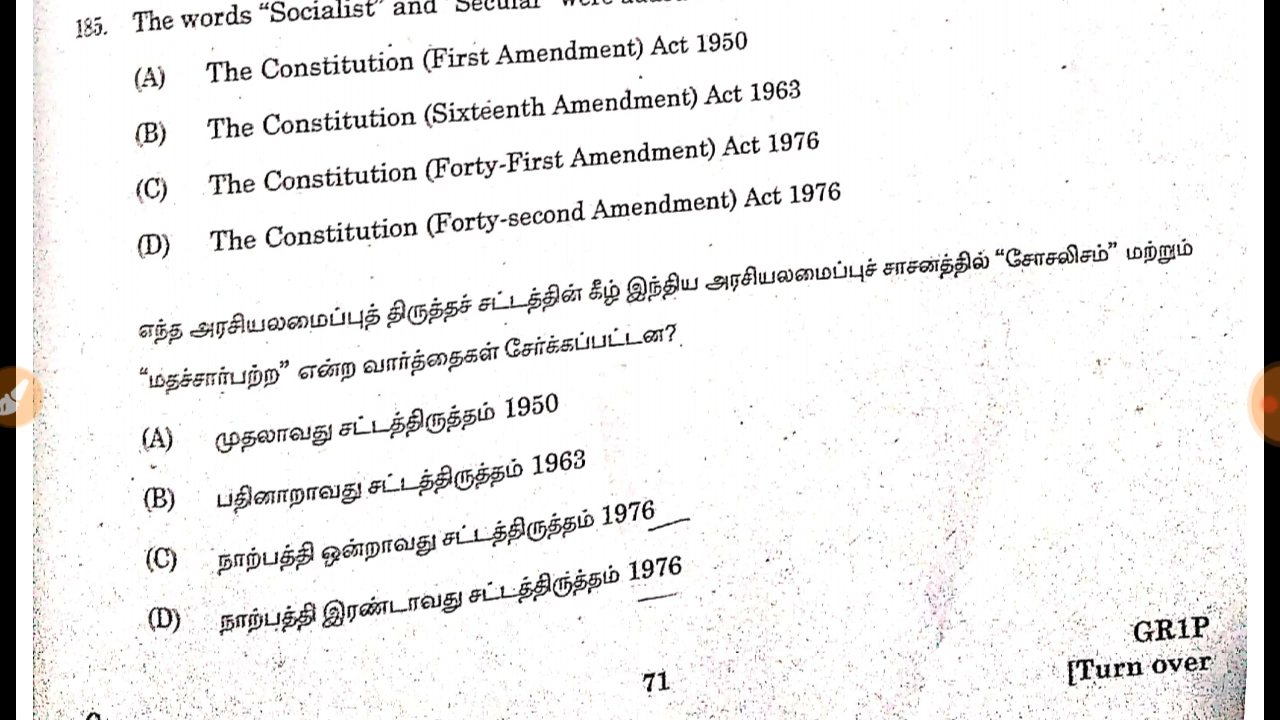 185. The words “Socialist” and “Secular” were
(A) The Constitution (First Amendment) Act 1950
(B) The Constitution (Sixteenth Amendment) Act 1963
(C) The Constitution (Forty-First Amendment) Act 1976
(D) The Constitution (Forty-second Amendment) Act 1976
எந்த அரசியலமைப்புத் திருத்தச் சட்டத்தின் கீழ் இந்திய அரசியலமைப்புச் சாசனத்தில் “சோசலிசம்” மற்றும்
“மதச்சார்பற்ற” என்ற வார்த்தைகள் சேர்க்கப்பட்டன?
(A) முதலாவது சட்டத்திருத்தம் 1950
(B) பதினாறாவது சட்டத்திருத்தம் 1963
(C) நாற்பத்தி ஒன்றாவது சட்டத்திருத்தம் 1976
(D) நாற்பத்தி இரண்டாவது சட்டத்திருத்தம் 1976
71
GR1P
[Turn over